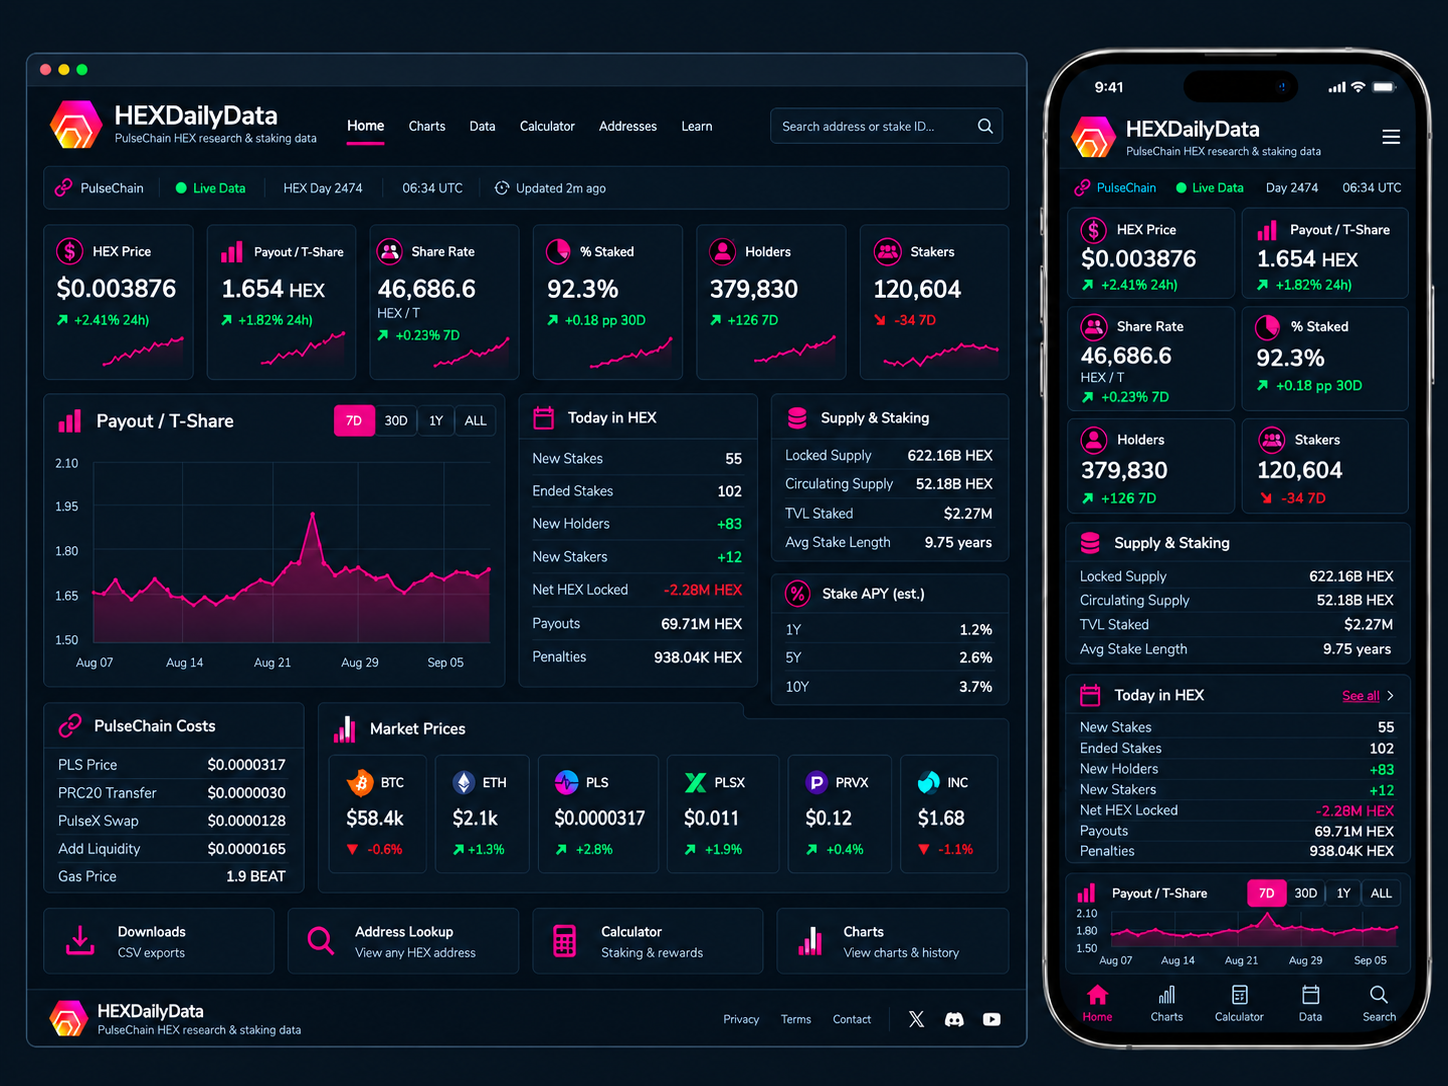 HEXDailyData
PulseChain HEX research & staking data
Home Charts Data Calculator Addresses Learn
Search address or stake ID...
PulseChain Live Data HEX Day 2474 06:34 UTC Updated 2m ago
HEX Price
$0.003876
+2.41% 24h)
Payout / T-Share
1.654 HEX
+1.82% 24h)
Share Rate
46,686.6
HEX / T
+0.23% 7D
% Staked
92.3%
+0.18 pp 30D
Holders
379,830
+126 7D
Stakers
120,604
-34 7D
Payout / T-Share
7D 30D 1Y ALL
2.10
1.95
1.80
1.65
1.50
Aug 07 Aug 14 Aug 21 Aug 29 Sep 05
Today in HEX
New Stakes 55
Ended Stakes 102
New Holders +83
New Stakers +12
Net HEX Locked -2.28M HEX
Payouts 69.71M HEX
Penalties 938.04K HEX
Supply & Staking
Locked Supply 622.16B HEX
Circulating Supply 52.18B HEX
TVL Staked $2.27M
Avg Stake Length 9.75 years
Stake APY (est.)
1Y 1.2%
5Y 2.6%
10Y 3.7%
PulseChain Costs
PLS Price $0.0000317
PRC20 Transfer $0.0000030
PulseX Swap $0.0000128
Add Liquidity $0.0000165
Gas Price 1.9 BEAT
Market Prices
BTC
$58.4k
-0.6%
ETH
$2.1k
+1.3%
PLS
$0.0000317
+2.8%
PLSX
$0.011
+1.9%
P PRVX
$0.12
+0.4%
INC
$1.68
-1.1%
Downloads
CSV exports
Address Lookup
View any HEX address
Calculator
Staking & rewards
Charts
View charts & history
HEXDailyData
PulseChain HEX research & staking data
Privacy Terms Contact
9:41
HEXDailyData
PulseChain HEX research & staking data
PulseChain Live Data Day 2474 06:34 UTC
HEX Price
$0.003876
+2.41% 24h)
Payout / T-Share
1.654 HEX
+1.82% 24h)
Share Rate
46,686.6
HEX / T
+0.23% 7D
% Staked
92.3%
+0.18 pp 30D
Holders
379,830
+126 7D
Stakers
120,604
-34 7D
Supply & Staking
Locked Supply 622.16B HEX
Circulating Supply 52.18B HEX
TVL Staked $2.27M
Avg Stake Length 9.75 years
Today in HEX See all
New Stakes 55
Ended Stakes 102
New Holders +83
New Stakers +12
Net HEX Locked -2.28M HEX
Payouts 69.71M HEX
Penalties 938.04K HEX
Payout / T-Share 7D 30D 1Y ALL
2.10
1.80
1.50
Aug 07 Aug 14 Aug 21 Aug 29 Sep 05
Home Charts Calculator Data Search